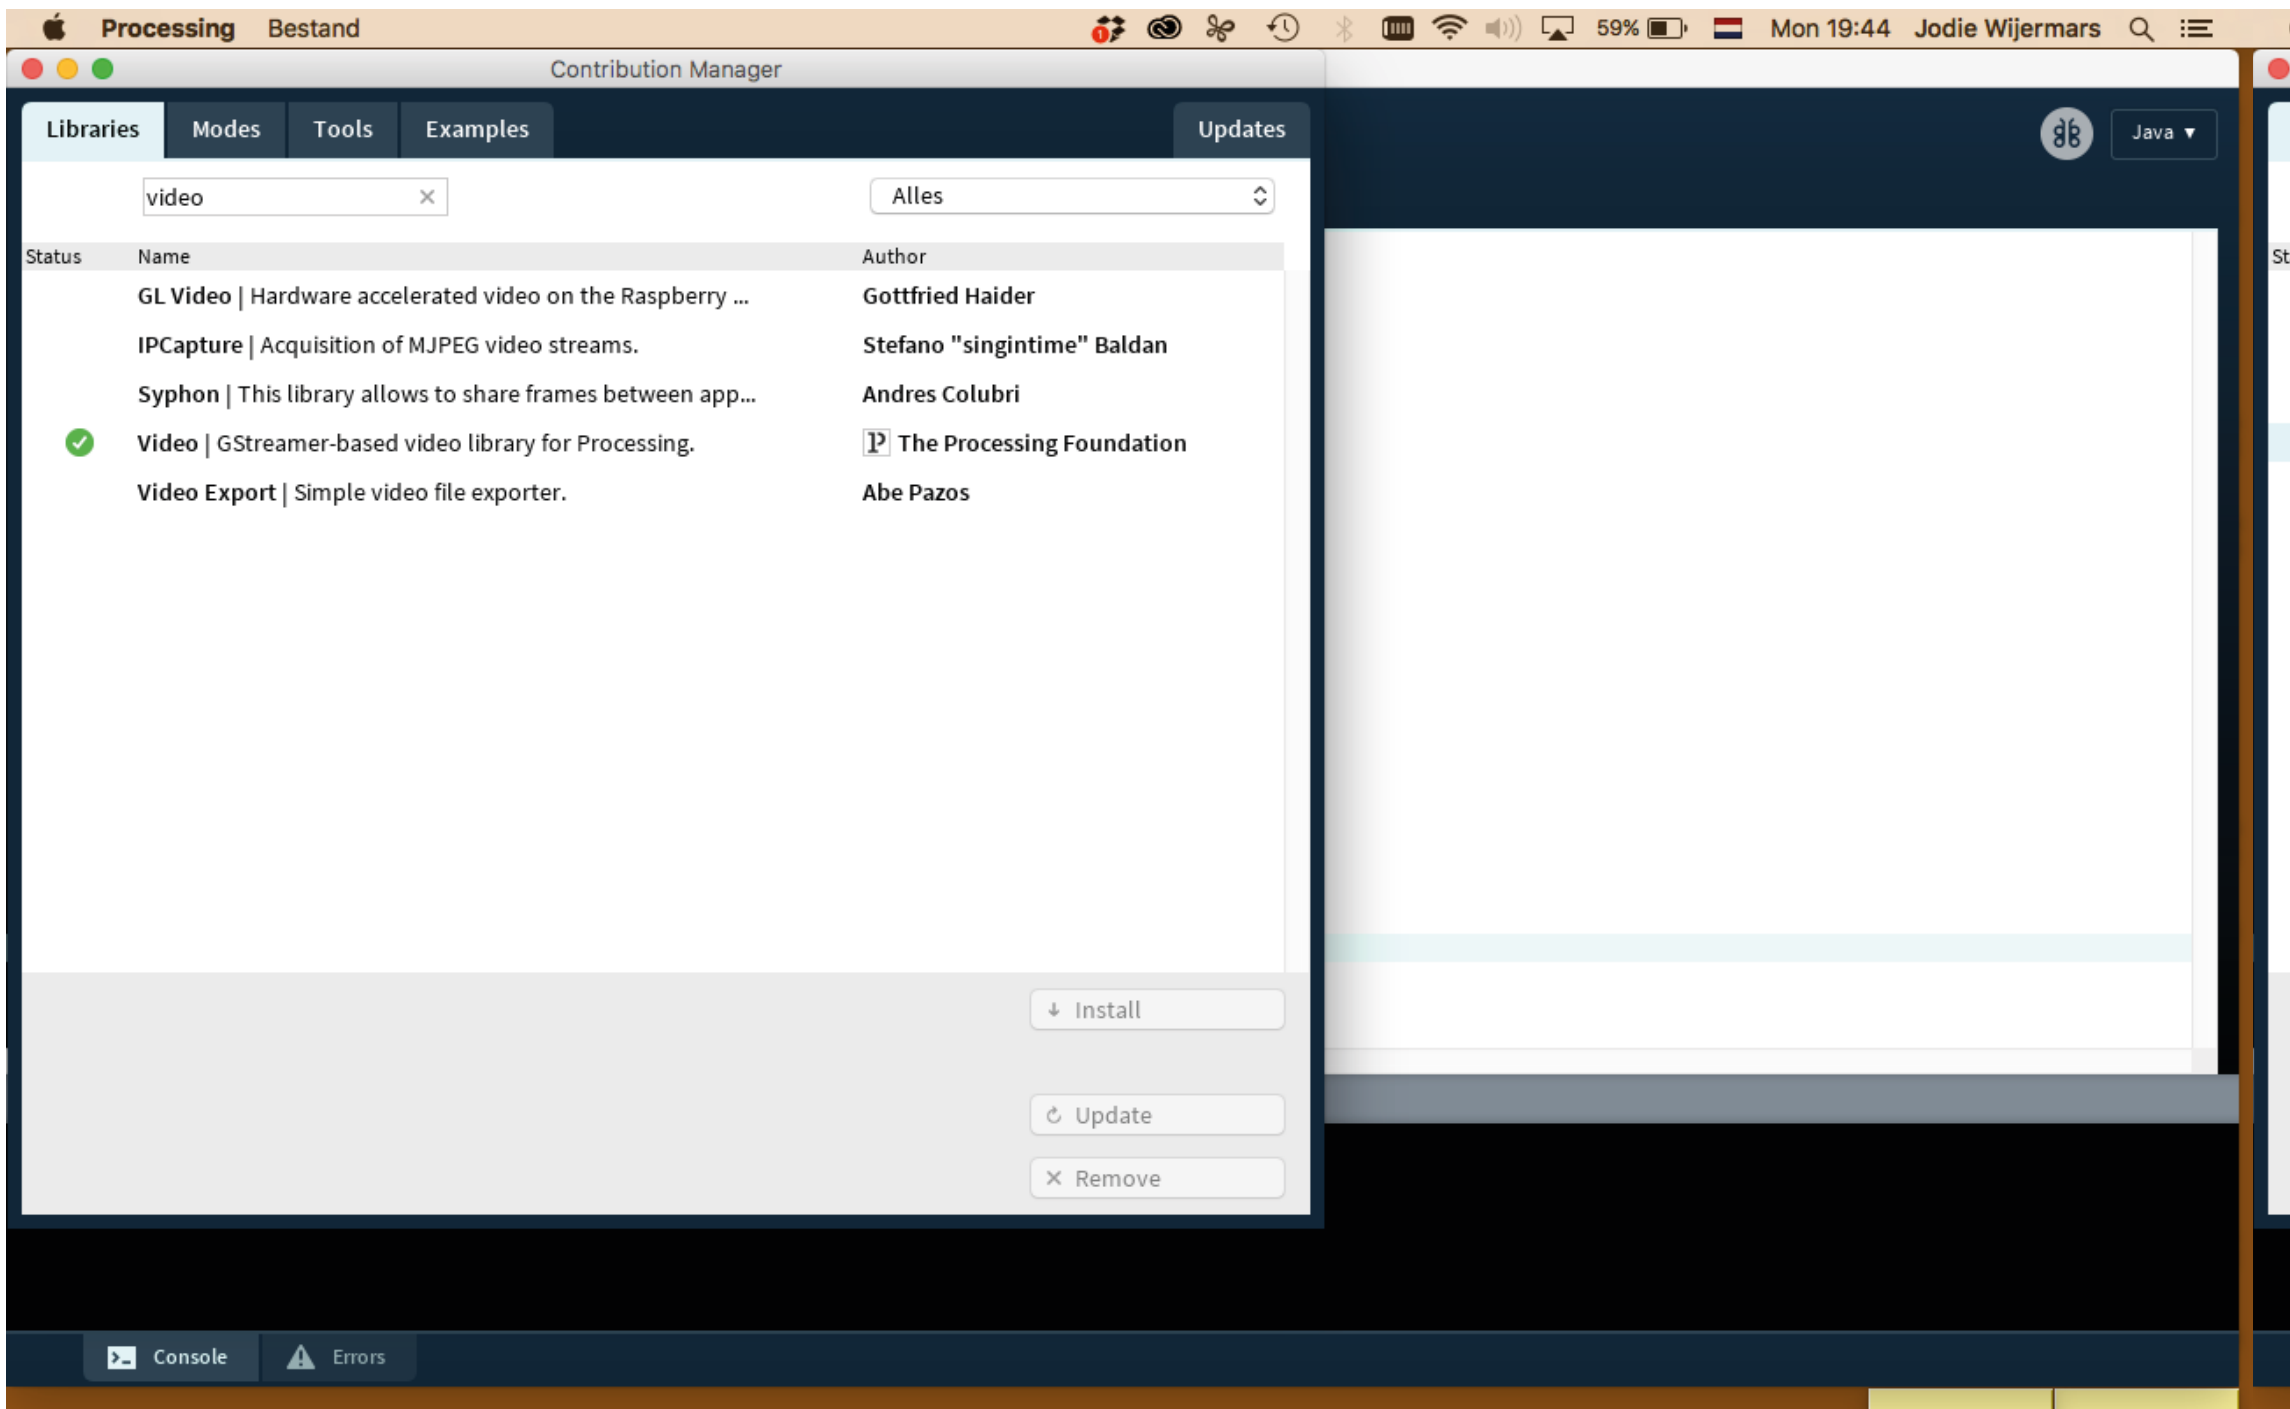 Processing Bestand 1 59% Mon 19:44 Jodie Wijermars
Contribution Manager
Libraries Modes Tools Examples Updates Java ▼
video × Alles
Status Name Author St
GL Video | Hardware accelerated video on the Raspberry ... Gottfried Haider
IPCapture | Acquisition of MJPEG video streams. Stefano "singintime" Baldan
Syphon | This library allows to share frames between app... Andres Colubri
Video | GStreamer-based video library for Processing. P The Processing Foundation
Video Export | Simple video file exporter. Abe Pazos
Install
Update
Remove
Console Errors